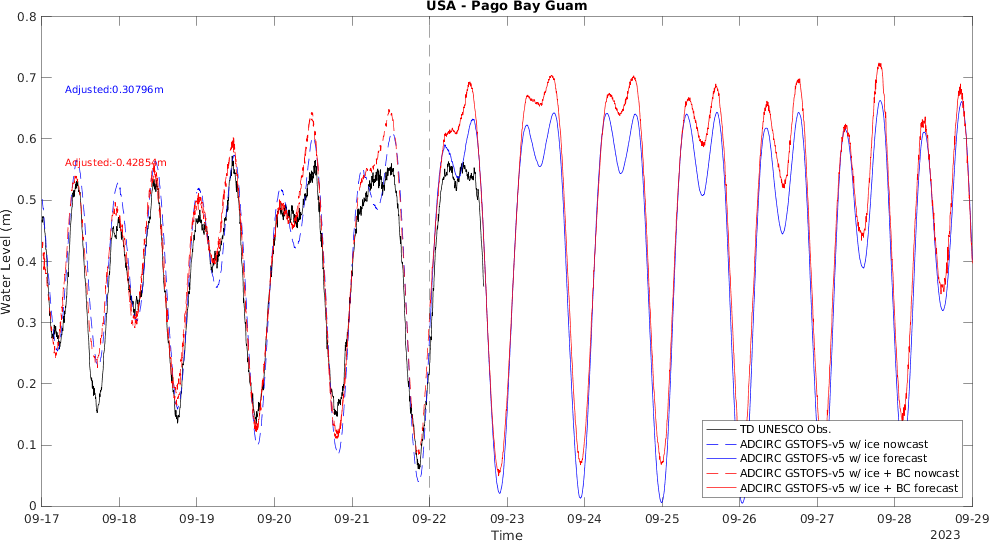 USA - Pago Bay Guam
Water Level (m)
0.8
0.7
0.6
0.5
0.4
0.3
0.2
0.1
0
Adjusted:0.30796m
Adjusted:-0.42854m
TD UNESCO Obs.
ADCIRC GSTOFS-v5 w/ ice nowcast
ADCIRC GSTOFS-v5 w/ ice forecast
ADCIRC GSTOFS-v5 w/ ice + BC nowcast
ADCIRC GSTOFS-v5 w/ ice + BC forecast
09-17 09-18 09-19 09-20 09-21 09-22 09-23 09-24 09-25 09-26 09-27 09-28 09-29
Time
2023